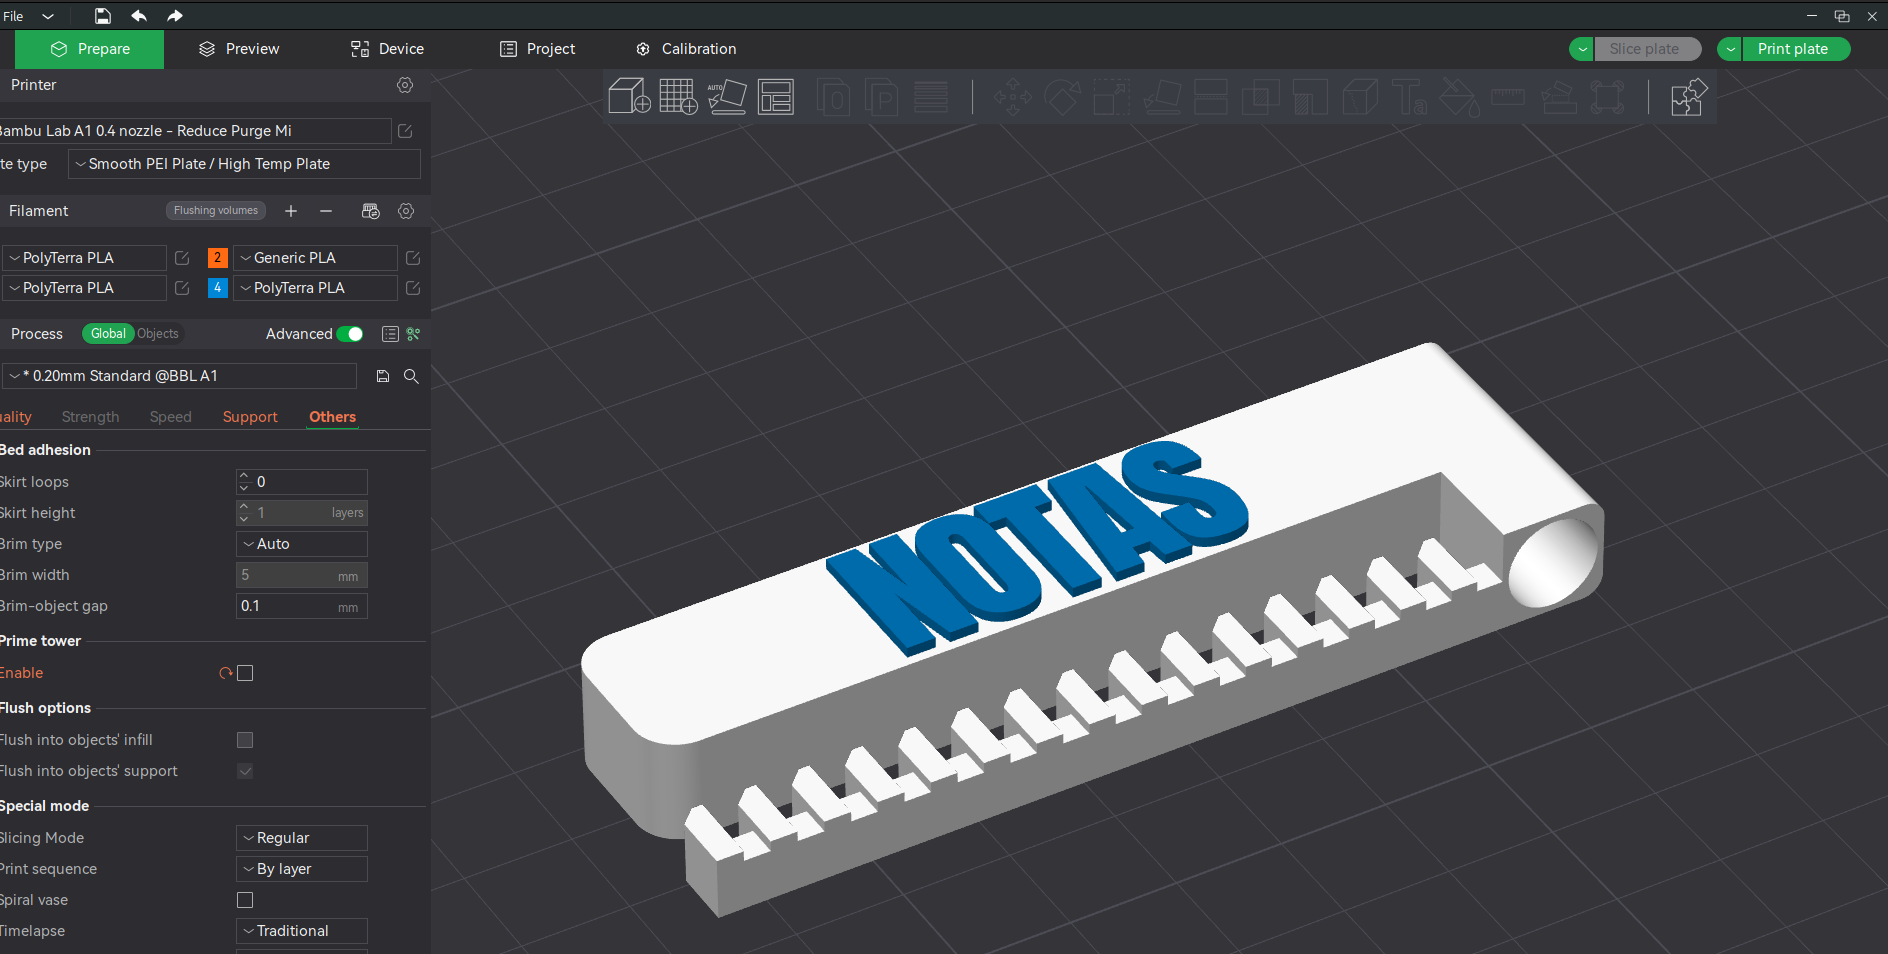 File
Prepare
Preview
Device
Project
Calibration
Slice plate
Print plate
Printer
Bambu Lab A1 0.4 nozzle - Reduce Purge Mi
te type
Smooth PEI Plate / High Temp Plate
Filament
Flushing volumes
PolyTerra PLA
2
Generic PLA
PolyTerra PLA
4
PolyTerra PLA
Process
Global
Objects
Advanced
* 0.20mm Standard @BBL A1
uality
Strength
Speed
Support
Others
Bed adhesion
Skirt loops
0
Skirt height
1
layers
Brim type
Auto
Brim width
5
mm
Brim-object gap
0.1
mm
Prime tower
Enable
Flush options
Flush into objects' infill
Flush into objects' support
Special mode
Slicing Mode
Regular
Print sequence
By layer
Spiral vase
Timelapse
Traditional
AUTO
O
P
Ta
NOTAS